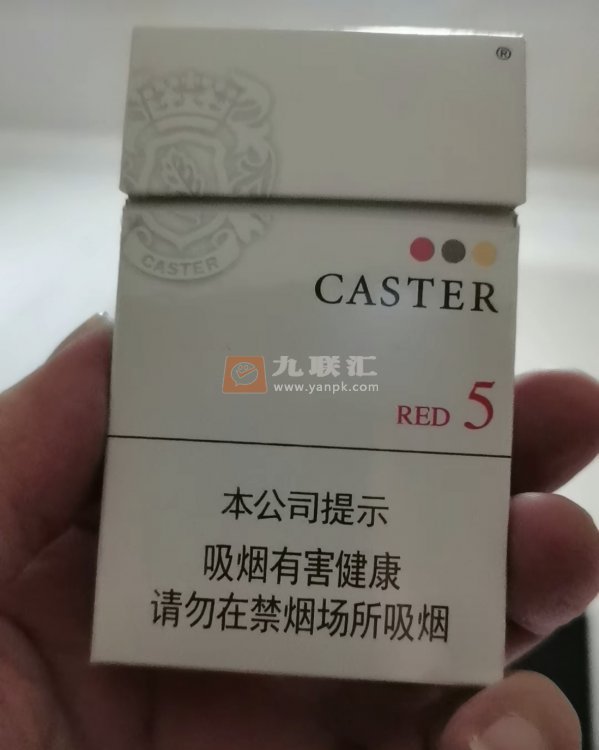 ®
CASTER
CASTER
九联汇
www.yanpk.com
RED 5
本公司提示
吸烟有害健康
请勿在禁烟场所吸烟